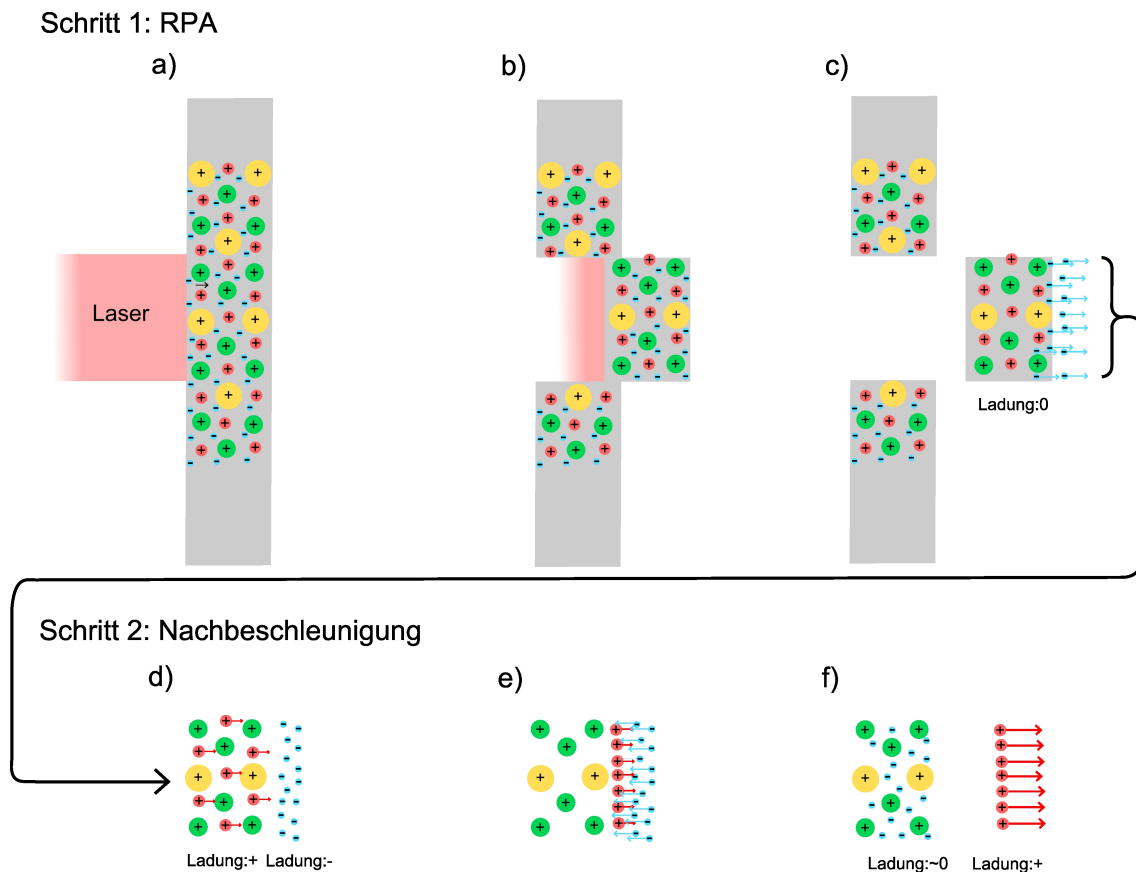 Schritt 1: RPA
a)
b)
c)
Laser
Ladung:0
Schritt 2: Nachbeschleunigung
d)
e)
f)
Ladung:+ Ladung:-
Ladung:~0 Ladung:+